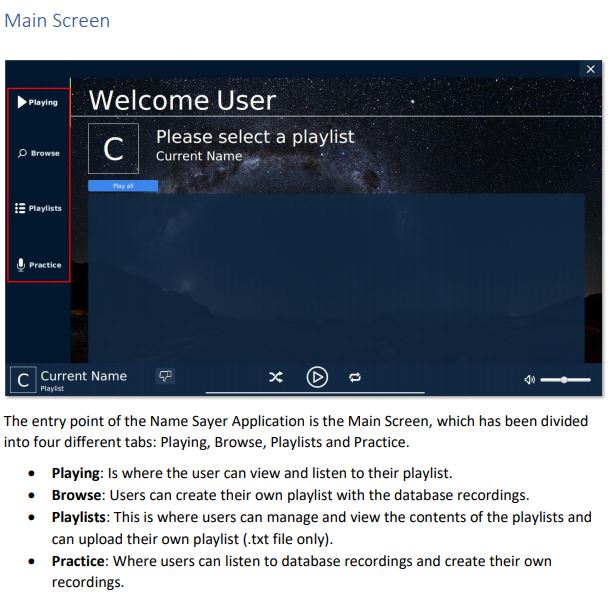 Main Screen
Playing
Welcome User
C
Please select a playlist
Current Name
Browse
Play all
Playlists
Practice
C
Current Name
Playlist
The entry point of the Name Sayer Application is the Main Screen, which has been divided
into four different tabs: Playing, Browse, Playlists and Practice.
• Playing: Is where the user can view and listen to their playlist.
• Browse: Users can create their own playlist with the database recordings.
• Playlists: This is where users can manage and view the contents of the playlists and
can upload their own playlist (.txt file only).
• Practice: Where users can listen to database recordings and create their own
recordings.